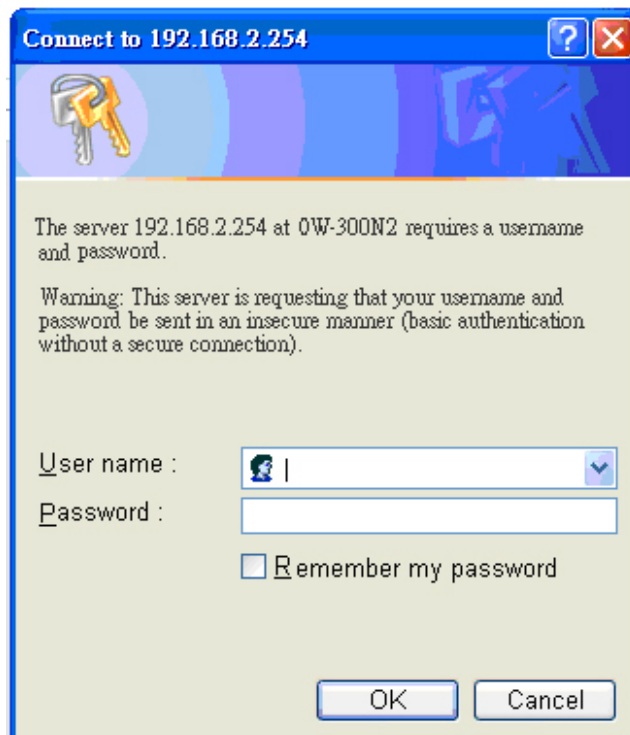 Connect to 192.168.2.254
The server 192.168.2.254 at 0W-300N2 requires a username
and password.
Warning: This server is requesting that your username and
password be sent in an insecure manner (basic authentication
without a secure connection).
User name :
Password :
Remember my password
OK
Cancel